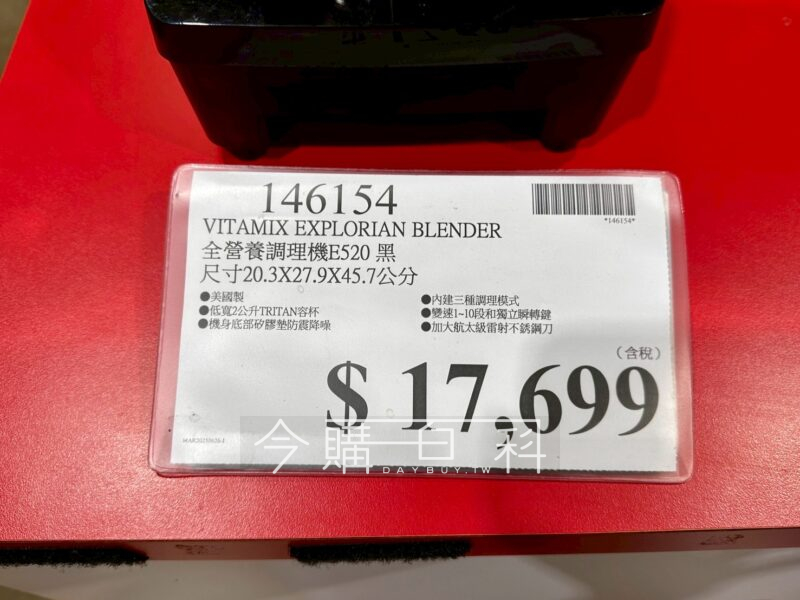 146154
*146154*
VITAMIX EXPLORIAN BLENDER
全營養調理機E520 黑
尺寸20.3X27.9X45.7公分
●美國製
●低寬2公升TRITAN容杯
●機身底部矽膠墊防震降噪
●內建三種調理模式
●變速1~10段和獨立瞬轉鍵
●加大航太級雷射不銹鋼刀
(含稅)
$ 17,699
今購百科
DAYBUY.TW